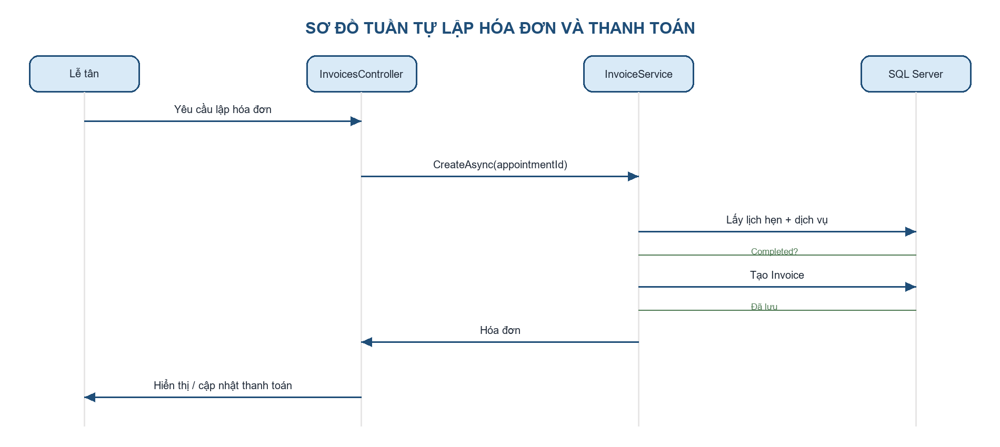 SƠ ĐỒ TUẦN TỰ LẬP HÓA ĐƠN VÀ THANH TOÁN
Lễ tân
InvoicesController
InvoiceService
SQL Server
Yêu cầu lập hóa đơn
CreateAsync(appointmentId)
Lấy lịch hẹn + dịch vụ
Completed?
Tạo Invoice
Đã lưu
Hóa đơn
Hiển thị / cập nhật thanh toán